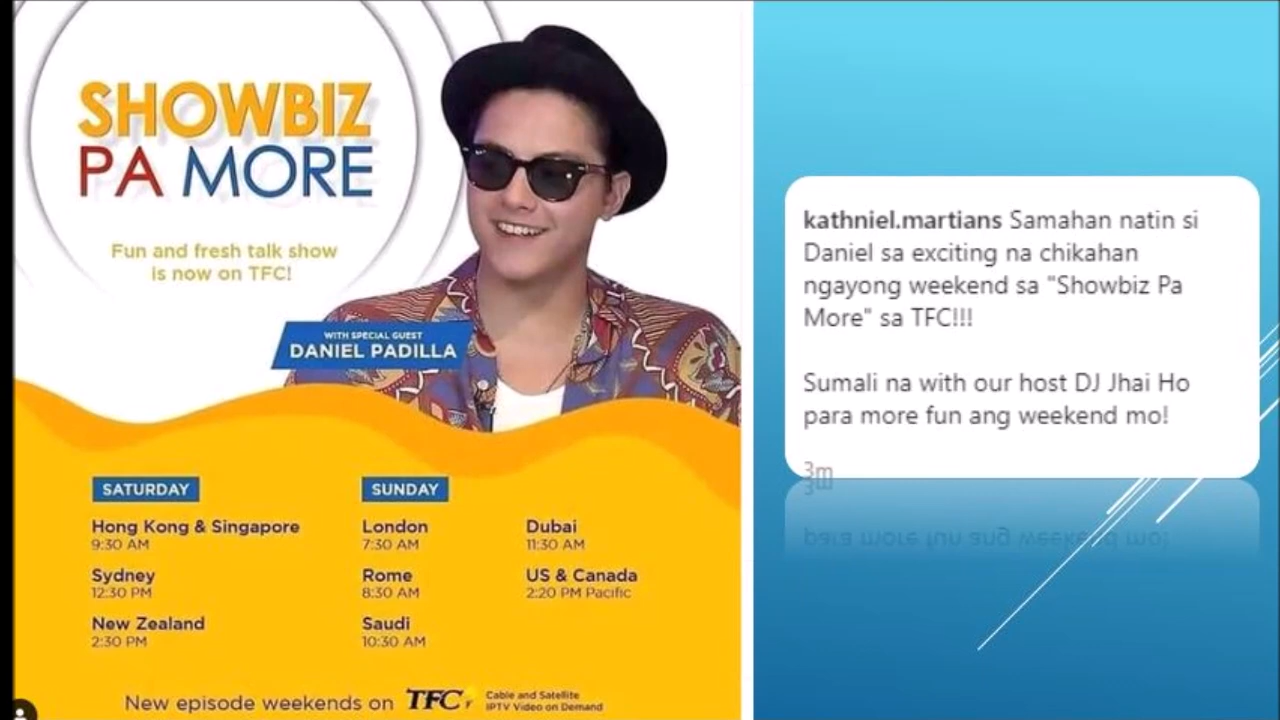 SHOWBIZ
PA MORE
Fun and fresh talk show
is now on TFC!
WITH SPECIAL GUEST
DANIEL PADILLA
SATURDAY
Hong Kong & Singapore
9:30 AM
Sydney
12:30 PM
New Zealand
2:30 PM
SUNDAY
London
7:30 AM
Rome
8:30 AM
Saudi
10:30 AM
Dubai
11:30 AM
US & Canada
2:20 PM Pacific
New episode weekends on TFC
Cable and Satellite
IPTV Video on Demand
kathniel.martians Samahan natin si
Daniel sa exciting na chikahan
ngayong weekend sa "Showbiz Pa
More" sa TFC!!!
Sumali na with our host DJ Jhai Ho
para more fun ang weekend mo!